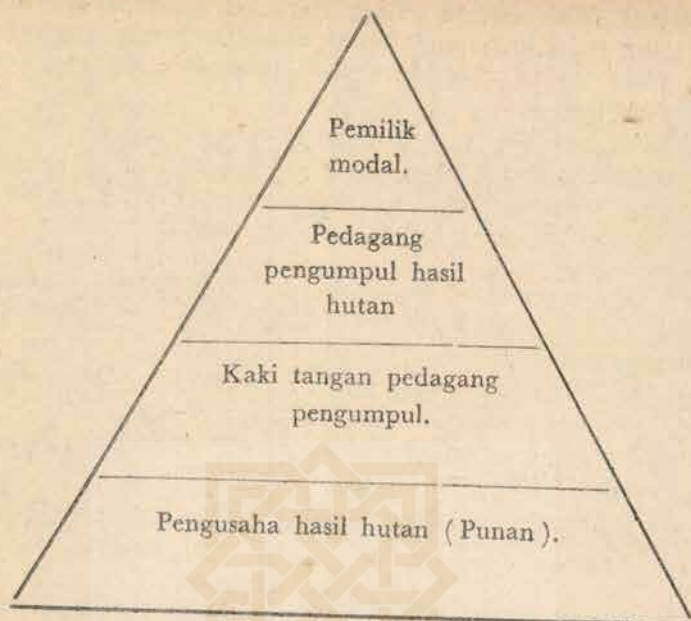 Pemilik
modal.
Pedagang
pengumpul hasil
hutan
Kaki tangan pedagang
pengumpul.
Pengusaha hasil hutan (Punan).